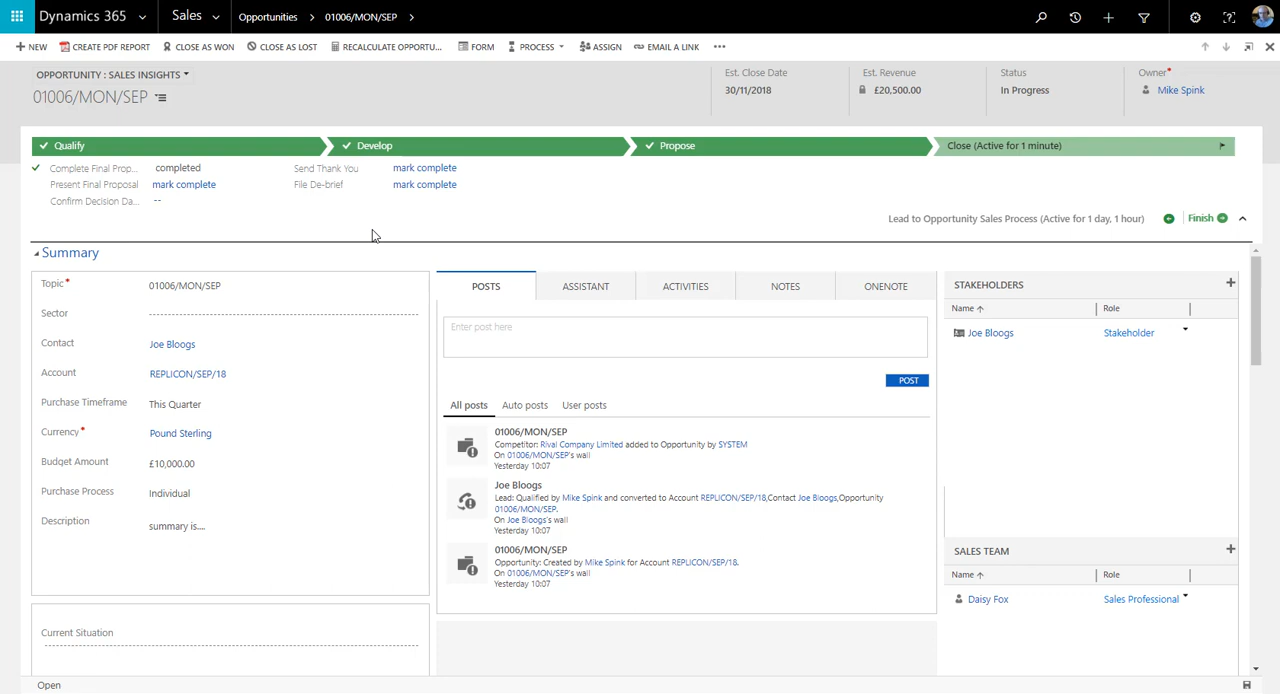 Dynamics 365 Sales Opportunities 01006/MON/SEP
NEW CREATE PDF REPORT CLOSE AS WON CLOSE AS LOST RECALCULATE OPPORTU... FORM PROCESS ASSIGN EMAIL A LINK ...
OPPORTUNITY : SALES INSIGHTS
01006/MON/SEP
Est. Close Date
30/11/2018
Est. Revenue
£20,500.00
Status
In Progress
Owner*
Mike Spink
Qualify Develop Propose Close (Active for 1 minute)
Complete Final Prop... completed Send Thank You mark complete
Present Final Proposal mark complete File De-brief mark complete
Confirm Decision Da... --
Lead to Opportunity Sales Process (Active for 1 day, 1 hour) Finish
Summary
Topic* 01006/MON/SEP
Sector
Contact Joe Bloogs
Account REPLICON/SEP/18
Purchase Timeframe This Quarter
Currency* Pound Sterling
Budget Amount £10,000.00
Purchase Process Individual
Description summary is....
Current Situation
POSTS ASSISTANT ACTIVITIES NOTES ONENOTE
Enter post here
POST
All posts Auto posts User posts
01006/MON/SEP
Competitor: Rival Company Limited added to Opportunity by SYSTEM
On 01006/MON/SEP's wall
Yesterday 10:07
Joe Bloogs
Lead: Qualified by Mike Spink and converted to Account REPLICON/SEP/18,Contact Joe Bloogs,Opportunity
01006/MON/SEP.
On Joe Bloogs's wall
Yesterday 10:07
01006/MON/SEP
Opportunity: Created by Mike Spink for Account REPLICON/SEP/18.
On 01006/MON/SEP's wall
Yesterday 10:07
STAKEHOLDERS
Name Role
Joe Bloogs Stakeholder
SALES TEAM
Name Role
Daisy Fox Sales Professional
Open